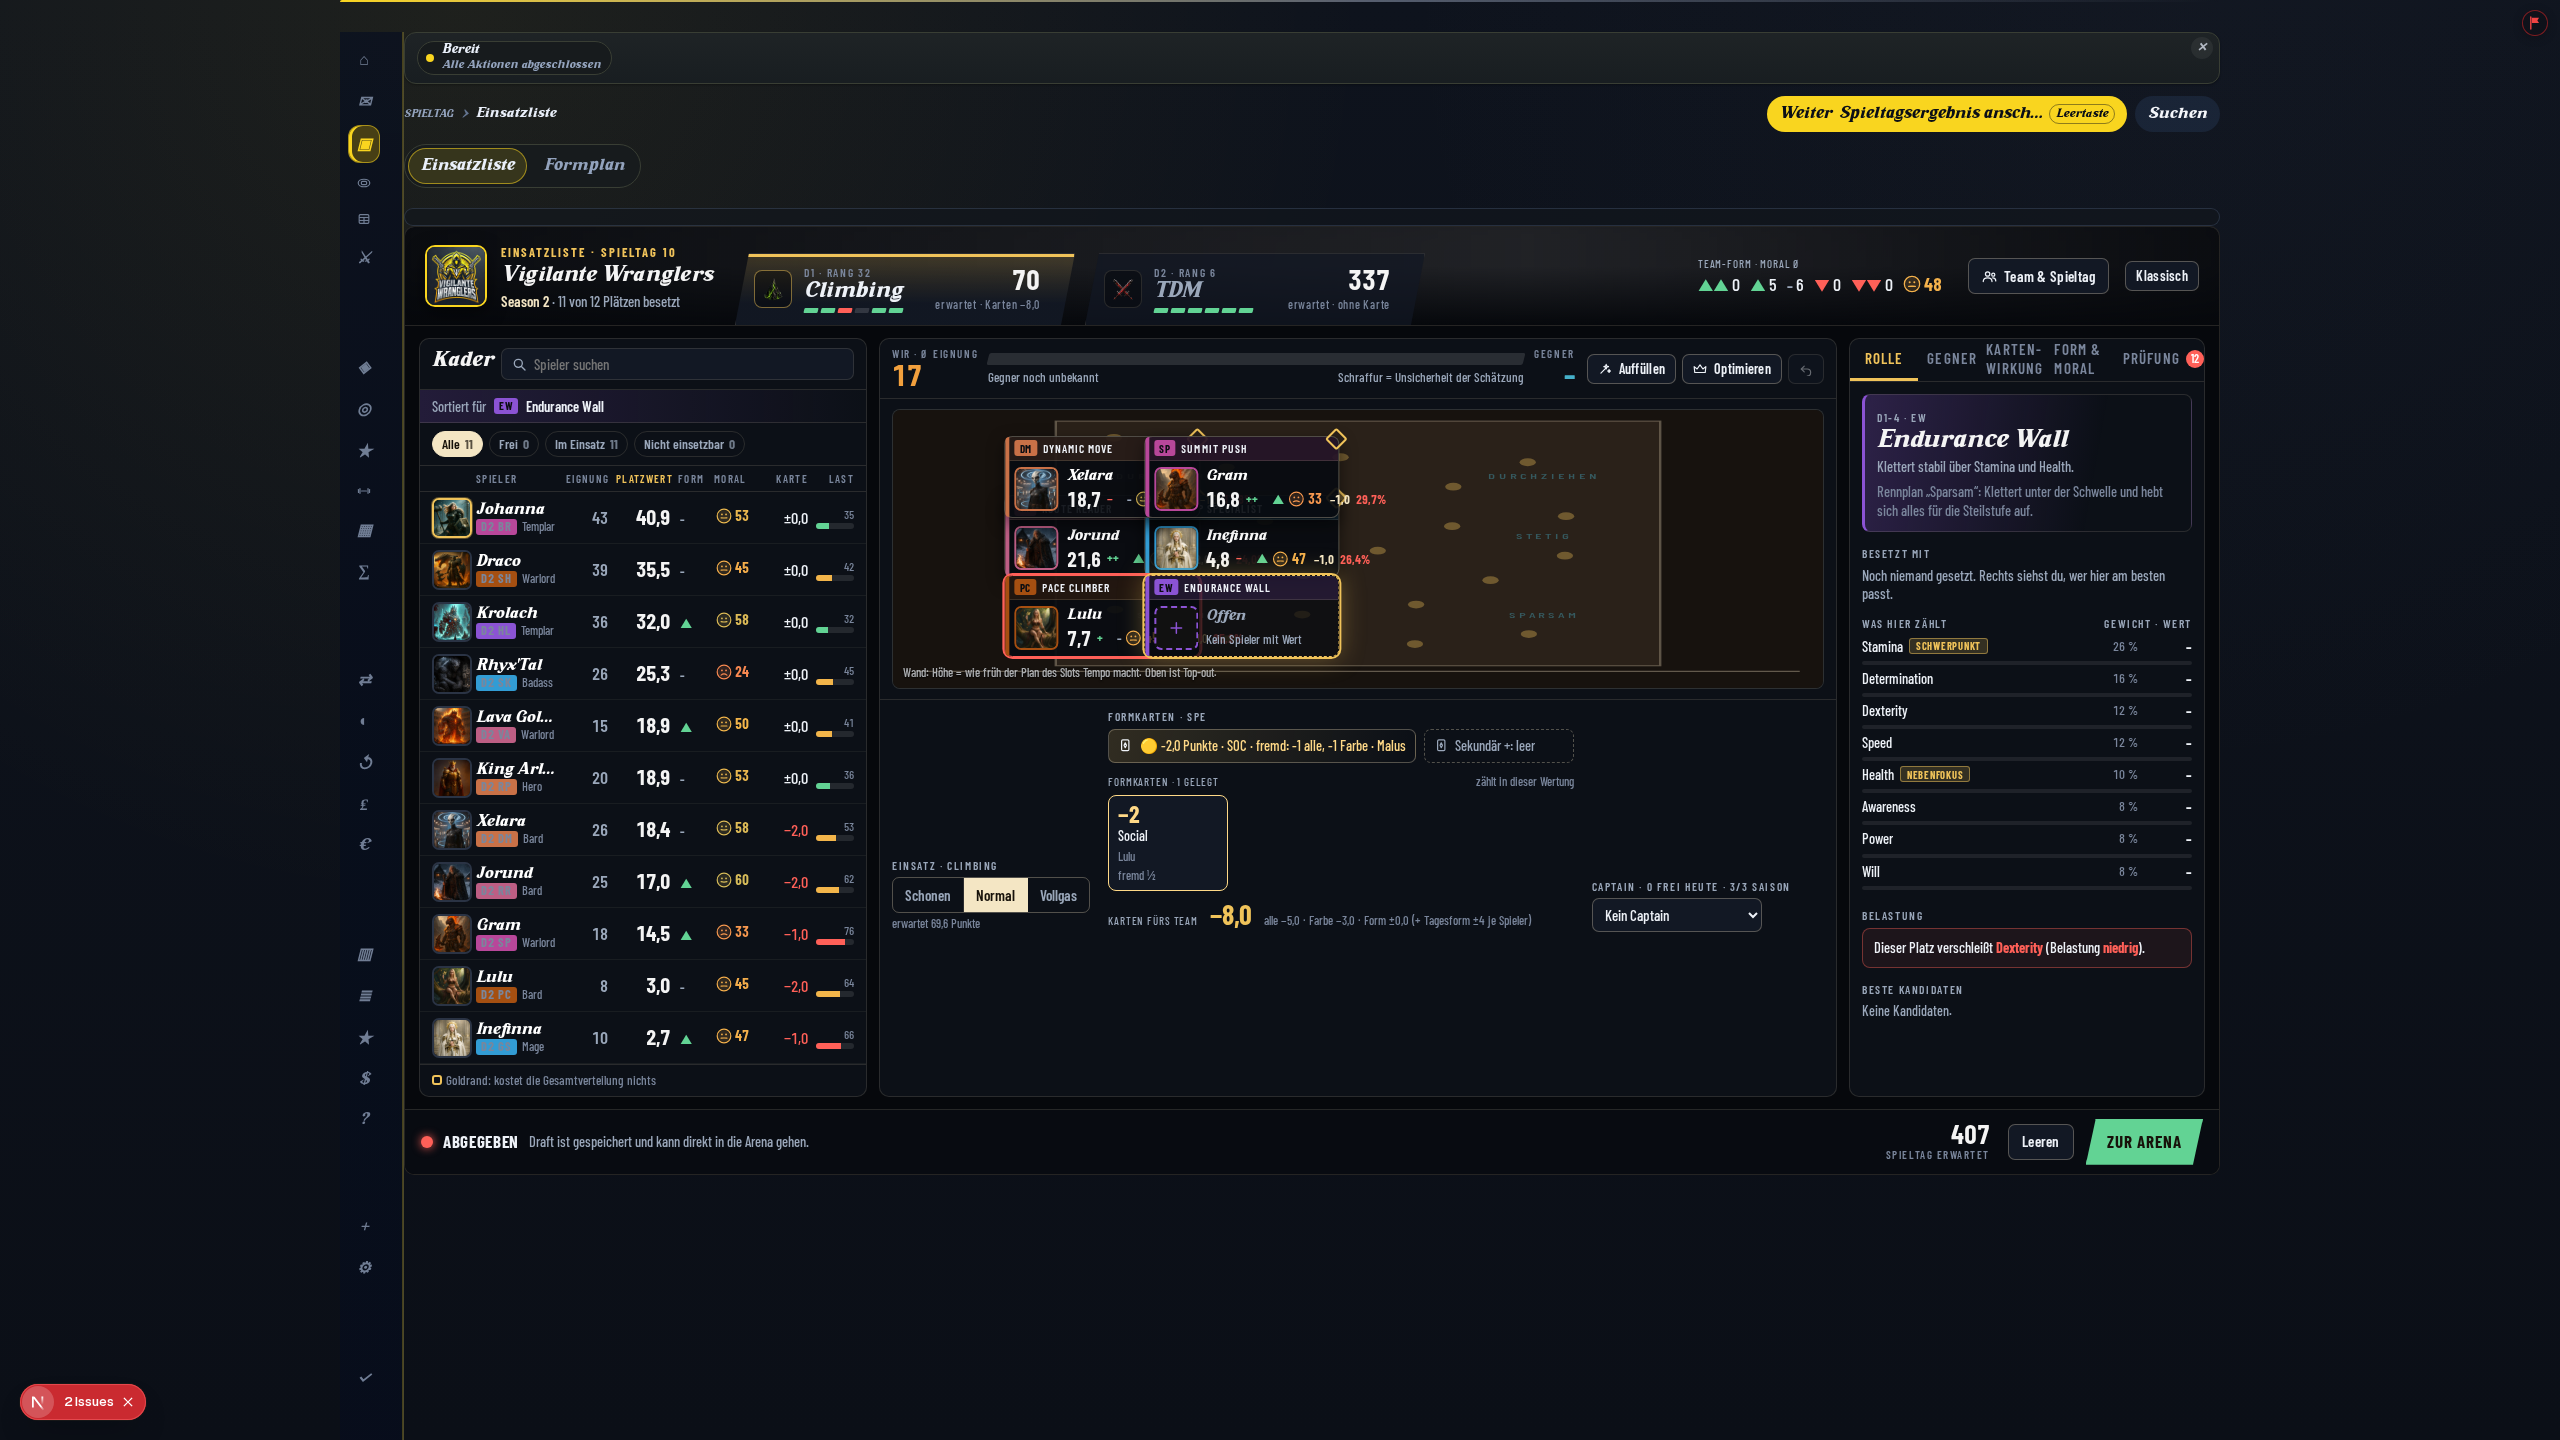 Bereit
Alle Aktionen abgeschlossen
SPIELTAG › Einsatzliste
Weiter Spieltagsergebnis ansch... Leertaste
Suchen
Einsatzliste Formplan
EINSATZLISTE · SPIELTAG 10
Vigilante Wranglers
Season 2 · 11 von 12 Plätzen besetzt
D1 · RANG 32
Climbing
70
erwartet · Karten −8,0
D2 · RANG 6
TDM
337
erwartet · ohne Karte
TEAM-FORM · MORAL Ø
▲▲ 0 ▲ 5 – 6 ▼ 0 ▼▼ 0 48
Team & Spieltag
Klassisch
Kader
Spieler suchen
Sortiert für EW Endurance Wall
Alle 11 Frei 0 Im Einsatz 11 Nicht einsetzbar 0
SPIELER EIGNUNG PLATZWERT FORM MORAL KARTE LAST
Johanna D2 BR Templar 43 40,9 - 53 ±0,0 35
Draco D2 SH Warlord 39 35,5 - 45 ±0,0 42
Krolach Templar 36 32,0 ▲ 58 ±0,0 32
Rhyx'Tal Badass 26 25,3 - 24 ±0,0 45
Lava Gol... Warlord 15 18,9 ▲ 50 ±0,0 41
King Arl... Hero 20 18,9 - 53 ±0,0 36
Xelara Bard 26 18,4 - 58 −2,0 53
Jorund Bard 25 17,0 ▲ 60 −2,0 62
Gram D2 SP Warlord 18 14,5 ▲ 33 −1,0 76
Lulu D2 PC Bard 8 3,0 - 45 −2,0 64
Inefinna Mage 10 2,7 ▲ 47 −1,0 66
Goldrand: kostet die Gesamtverteilung nichts
WIR · Ø EIGNUNG
17
Gegner noch unbekannt
Schraffur = Unsicherheit der Schätzung
GEGNER
–
Auffüllen
Optimieren
DM DYNAMIC MOVE
Xelara
18,7 – -
SP SUMMIT PUSH
Gram
16,8 ++ ▲ 33 −1,0 29,7%
Jorund
21,6 ++ ▲
Inefinna
4,8 – ▲ 47 −1,0 26,4%
PC PACE CLIMBER
Lulu
7,7 + -
EW ENDURANCE WALL
Offen
Kein Spieler mit Wert
DURCHZIEHEN
STETIG
SPARSAM
Wand: Höhe = wie früh der Plan des Slots Tempo macht. Oben ist Top-out.
FORMKARTEN · SPE
-2,0 Punkte · SOC · fremd: -1 alle, -1 Farbe · Malus
Sekundär +: leer
FORMKARTEN · 1 GELEGT
zählt in dieser Wertung
−2
Social
Lulu
fremd ½
EINSATZ · CLIMBING
Schonen Normal Vollgas
erwartet 69,6 Punkte
KARTEN FÜRS TEAM −8,0 alle −5,0 · Farbe −3,0 · Form ±0,0 (+ Tagesform ±4 je Spieler)
CAPTAIN · 0 FREI HEUTE · 3/3 SAISON
Kein Captain
ROLLE GEGNER KARTEN-WIRKUNG FORM & MORAL PRÜFUNG 12
D1-4 · EW
Endurance Wall
Klettert stabil über Stamina und Health.
Rennplan „Sparsam“: Klettert unter der Schwelle und hebt
sich alles für die Steilstufe auf.
BESETZT MIT
Noch niemand gesetzt. Rechts siehst du, wer hier am besten
passt.
WAS HIER ZÄHLT GEWICHT · WERT
Stamina SCHWERPUNKT 26 % –
Determination 16 % –
Dexterity 12 % –
Speed 12 % –
Health NEBENFOKUS 10 % –
Awareness 8 % –
Power 8 % –
Will 8 % –
BELASTUNG
Dieser Platz verschleißt Dexterity (Belastung niedrig).
BESTE KANDIDATEN
Keine Kandidaten.
ABGEGEBEN Draft ist gespeichert und kann direkt in die Arena gehen.
407
SPIELTAG ERWARTET
Leeren
ZUR ARENA
2 Issues